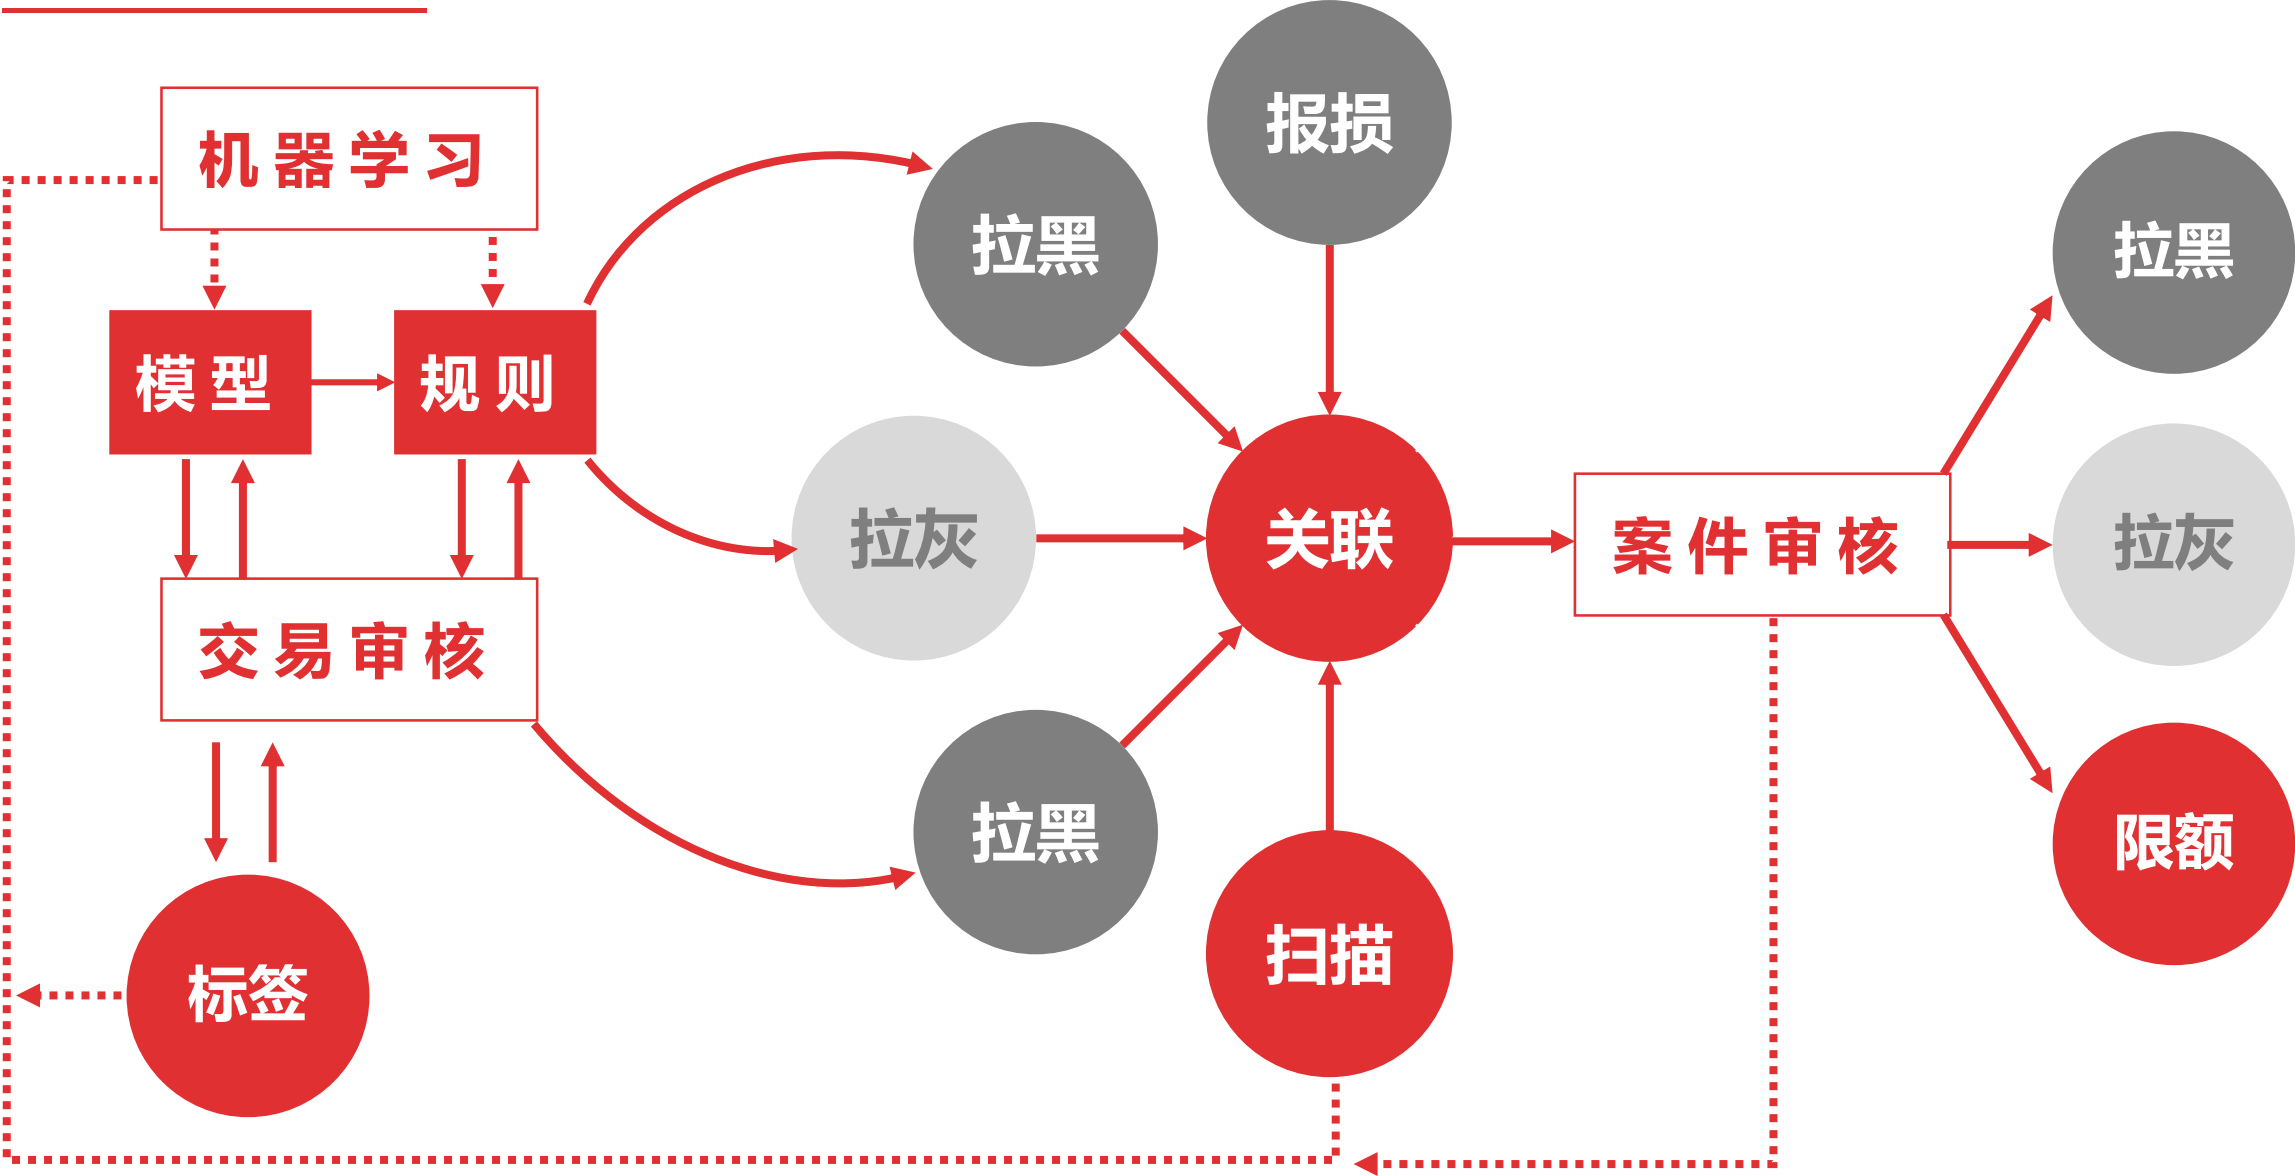 机器学习
模型
规则
交易审核
标签
拉黑
拉灰
拉黑
报损
关联
扫描
案件审核
拉黑
拉灰
限额